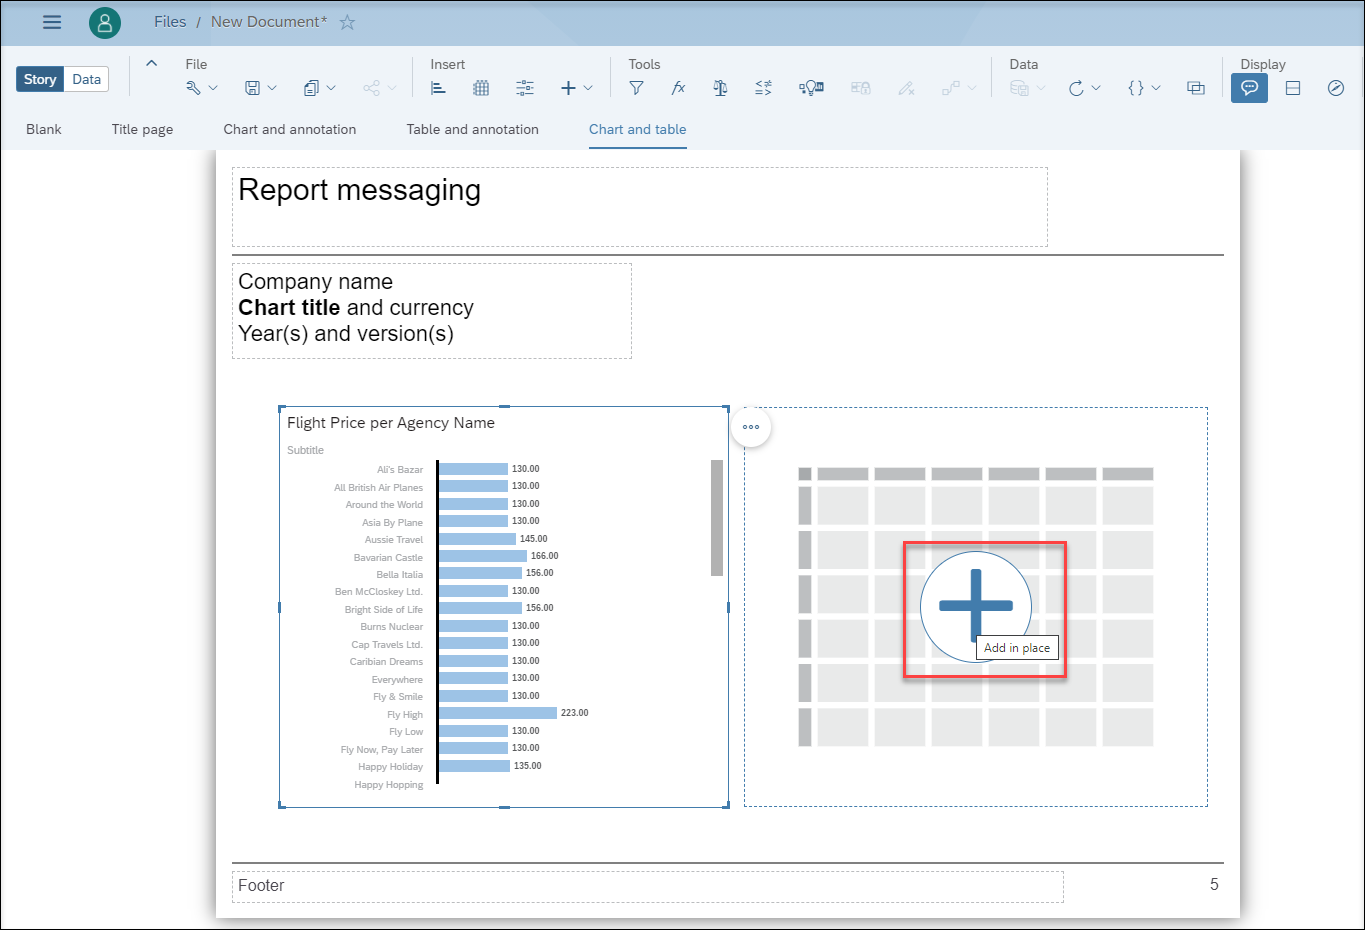 Files / New Document*
Story Data
File Insert Tools Data Display
Blank Title page Chart and annotation Table and annotation Chart and table
Report messaging
Company name
Chart title and currency
Year(s) and version(s)
Flight Price per Agency Name
Subtitle
Ali's Bazar 130.00
All British Air Planes 130.00
Around the World 130.00
Asia By Plane 130.00
Aussie Travel 145.00
Bavarian Castle 166.00
Bella Italia 156.00
Ben McCloskey Ltd. 130.00
Bright Side of Life 156.00
Burns Nuclear 130.00
Cap Travels Ltd. 130.00
Caribian Dreams 130.00
Everywhere 130.00
Fly & Smile 130.00
Fly High 223.00
Fly Low 130.00
Fly Now, Pay Later 130.00
Happy Holiday 135.00
Happy Hopping
Add in place
Footer 5